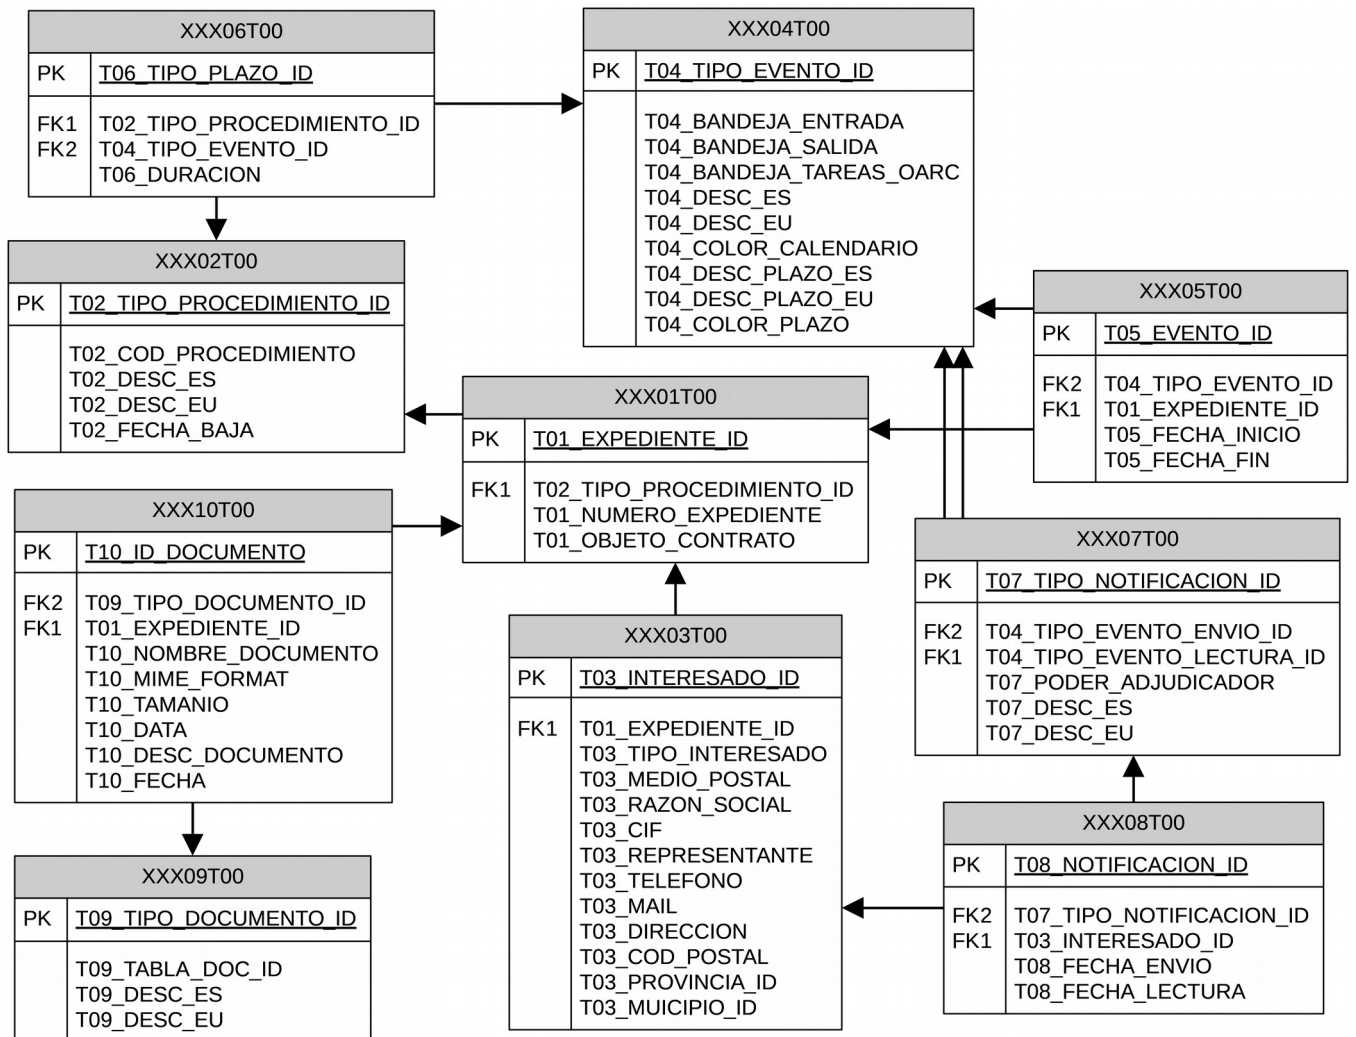 XXX06T00
PK T06_TIPO_PLAZO_ID
FK1 T02_TIPO_PROCEDIMIENTO_ID
FK2 T04_TIPO_EVENTO_ID
T06_DURACION
XXX04T00
PK T04_TIPO_EVENTO_ID
T04_BANDEJA_ENTRADA
T04_BANDEJA_SALIDA
T04_BANDEJA_TAREAS_OARC
T04_DESC_ES
T04_DESC_EU
T04_COLOR_CALENDARIO
T04_DESC_PLAZO_ES
T04_DESC_PLAZO_EU
T04_COLOR_PLAZO
XXX02T00
PK T02_TIPO_PROCEDIMIENTO_ID
T02_COD_PROCEDIMIENTO
T02_DESC_ES
T02_DESC_EU
T02_FECHA_BAJA
XXX05T00
PK T05_EVENTO_ID
FK2 T04_TIPO_EVENTO_ID
FK1 T01_EXPEDIENTE_ID
T05_FECHA_INICIO
T05_FECHA_FIN
XXX01T00
PK T01_EXPEDIENTE_ID
FK1 T02_TIPO_PROCEDIMIENTO_ID
T01_NUMERO_EXPEDIENTE
T01_OBJETO_CONTRATO
XXX10T00
PK T10_ID_DOCUMENTO
FK2 T09_TIPO_DOCUMENTO_ID
FK1 T01_EXPEDIENTE_ID
T10_NOMBRE_DOCUMENTO
T10_MIME_FORMAT
T10_TAMANIO
T10_DATA
T10_DESC_DOCUMENTO
T10_FECHA
XXX07T00
PK T07_TIPO_NOTIFICACION_ID
FK2 T04_TIPO_EVENTO_ENVIO_ID
FK1 T04_TIPO_EVENTO_LECTURA_ID
T07_PODER_ADJUDICADOR
T07_DESC_ES
T07_DESC_EU
XXX03T00
PK T03_INTERESADO_ID
FK1 T01_EXPEDIENTE_ID
T03_TIPO_INTERESADO
T03_MEDIO_POSTAL
T03_RAZON_SOCIAL
T03_CIF
T03_REPRESENTANTE
T03_TELEFONO
T03_MAIL
T03_DIRECCION
T03_COD_POSTAL
T03_PROVINCIA_ID
T03_MUICIPIO_ID
XXX08T00
PK T08_NOTIFICACION_ID
FK2 T07_TIPO_NOTIFICACION_ID
FK1 T03_INTERESADO_ID
T08_FECHA_ENVIO
T08_FECHA_LECTURA
XXX09T00
PK T09_TIPO_DOCUMENTO_ID
T09_TABLA_DOC_ID
T09_DESC_ES
T09_DESC_EU